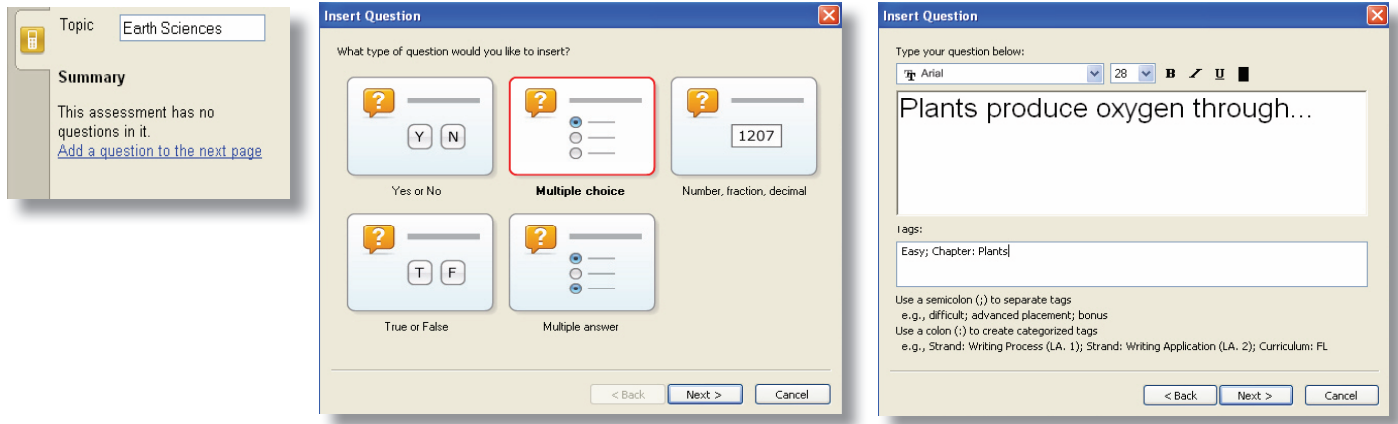 Topic Earth Sciences
Summary
This assessment has no
questions in it.
Add a question to the next page
Insert Question
What type of question would you like to insert?
Y N
1207
Yes or No
Multiple choice
Number, fraction, decimal
T F
True or False
Multiple answer
< Back Next > Cancel
Insert Question
Type your question below:
Arial 28 B I U
Plants produce oxygen through...
Tags:
Easy; Chapter: Plants
Use a semicolon (;) to separate tags
e.g., difficult; advanced placement; bonus
Use a colon (:) to create categorized tags
e.g., Strand: Writing Process (LA. 1); Strand: Writing Application (LA. 2); Curriculum: FL
< Back Next > Cancel